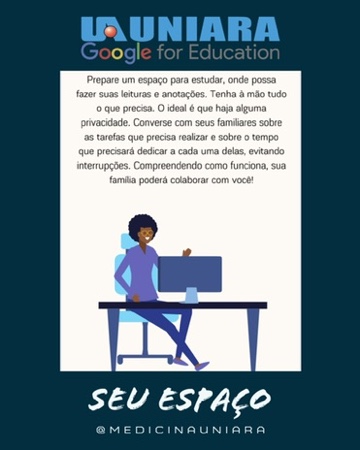 UNIARA
Google for Education
Prepare um espaço para estudar, onde possa
fazer suas leituras e anotações. Tenha à mão tudo
o que precisa. O ideal é que haja alguma
privacidade. Converse com seus familiares sobre
as tarefas que precisa realizar e sobre o tempo
que precisará dedicar a cada uma delas, evitando
interrupções. Compreendendo como funciona, sua
família poderá colaborar com você!
SEU ESPAÇO
@MEDICINAUNIARA